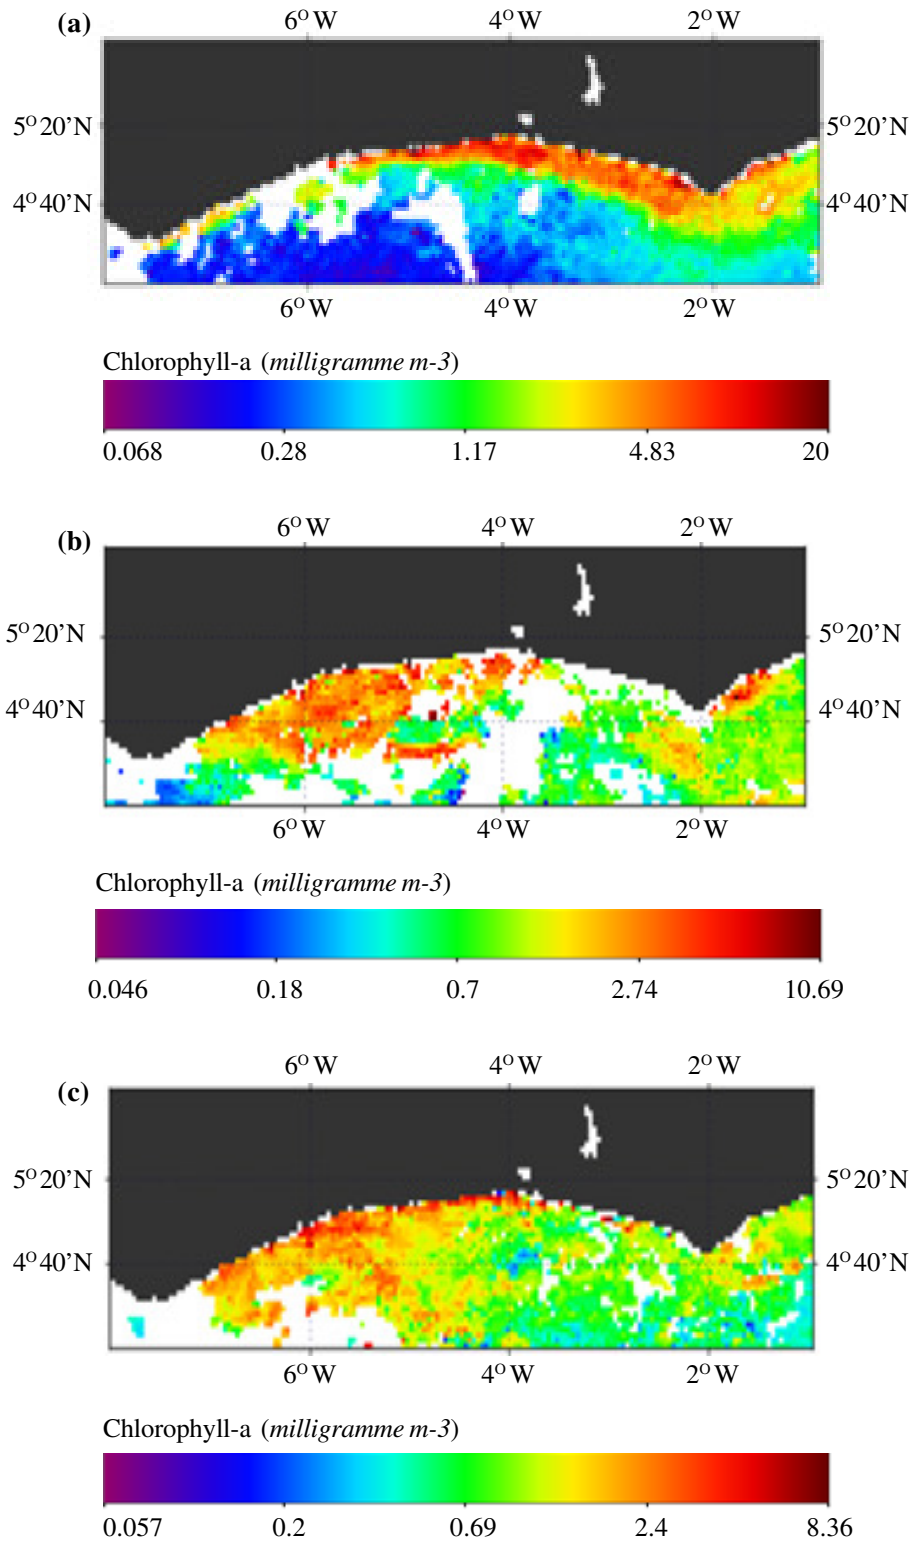 (a) 6°W 4°W 2°W
5°20'N 5°20'N
4°40'N 4°40'N
6°W 4°W 2°W
Chlorophyll-a (milligramme m-3)
0.068 0.28 1.17 4.83 20
6°W 4°W 2°W
(b)
5°20'N 5°20'N
4°40'N 4°40'N
6°W 4°W 2°W
Chlorophyll-a (milligramme m-3)
0.046 0.18 0.7 2.74 10.69
6°W 4°W 2°W
(c)
5°20'N 5°20'N
4°40'N 4°40'N
6°W 4°W 2°W
Chlorophyll-a (milligramme m-3)
0.057 0.2 0.69 2.4 8.36